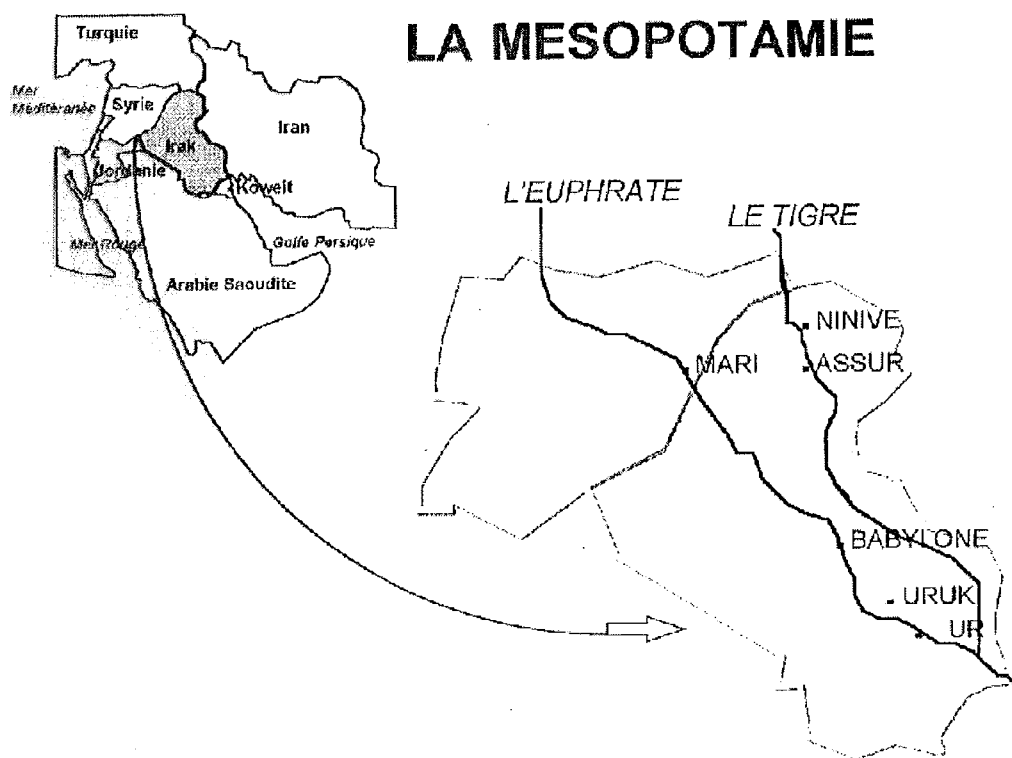 LA MESOPOTAMIE
Turquie
Mer
Méditéranée
Syrie
Iran
Irak
Jordanie
Koweit
Mer Rouge
Golfe Persique
Arabie Saoudite
L'EUPHRATE
LE TIGRE
NINIVE
MARI
ASSUR
BABYLONE
URUK
UR